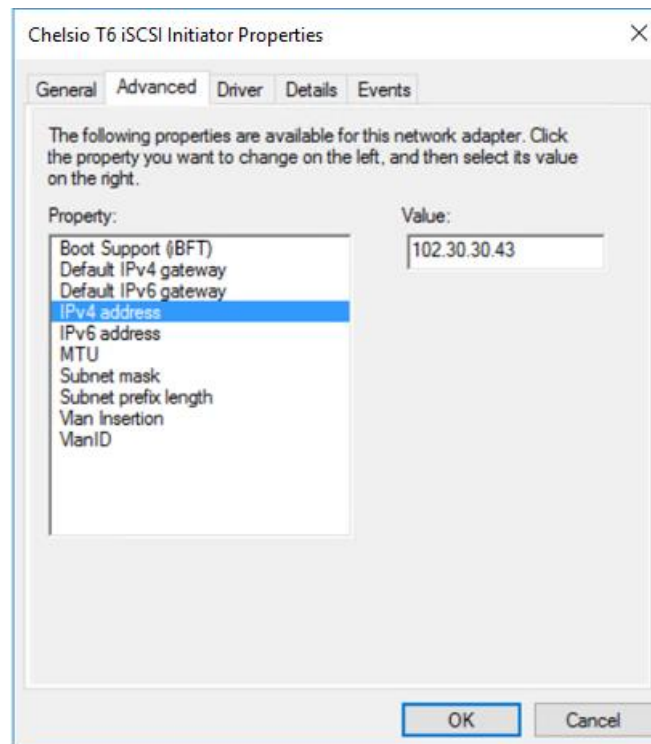 Chelsio T6 iSCSI Initiator Properties
General Advanced Driver Details Events
The following properties are available for this network adapter. Click
the property you want to change on the left, and then select its value
on the right.
Property: Value:
Boot Support (iBFT) 102.30.30.43
Default IPv4 gateway
Default IPv6 gateway
IPv4 address
IPv6 address
MTU
Subnet mask
Subnet prefix length
Vlan Insertion
VlanID
OK Cancel